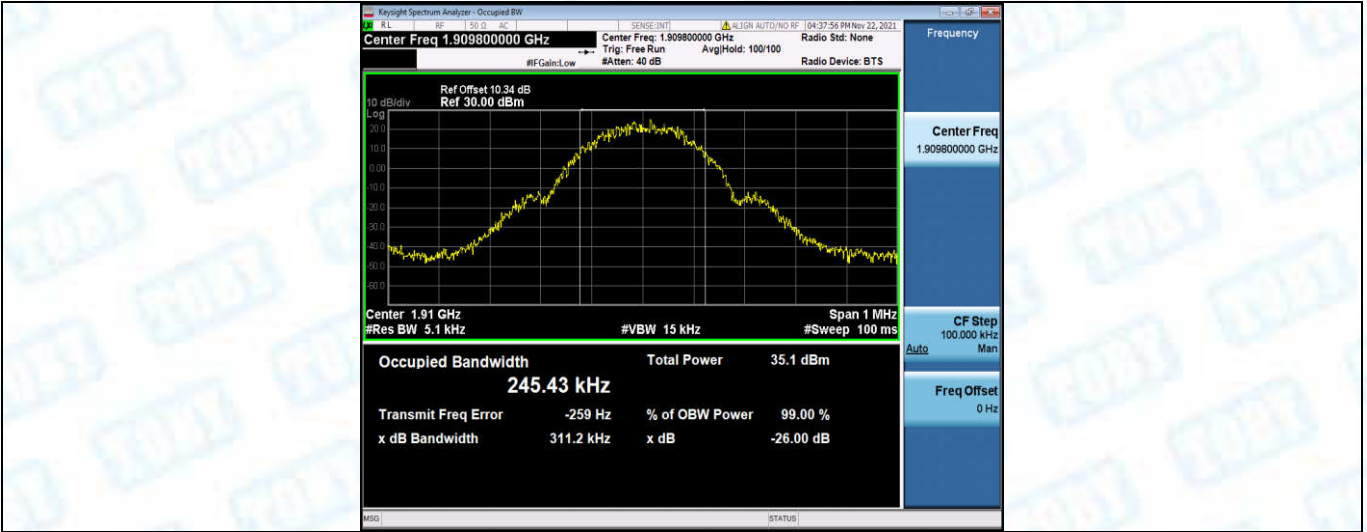 Keysight Spectrum Analyzer - Occupied BW
RL RF 50 Ω AC SENSE:INT ALIGN AUTO/NO RF 04:37:56 PM Nov 22, 2021
Center Freq 1.909800000 GHz
Center Freq: 1.909800000 GHz Radio Std: None
Trig: Free Run Avg|Hold: 100/100
#IFGain:Low #Atten: 40 dB Radio Device: BTS
Ref Offset 10.34 dB
10 dB/div Ref 30.00 dBm
Log
20.0
10.0
0.00
-10.0
-20.0
-30.0
-40.0
-50.0
-60.0
Center 1.91 GHz Span 1 MHz
#Res BW 5.1 kHz #VBW 15 kHz #Sweep 100 ms
Occupied Bandwidth Total Power 35.1 dBm
245.43 kHz
Transmit Freq Error -259 Hz % of OBW Power 99.00 %
x dB Bandwidth 311.2 kHz x dB -26.00 dB
MSG STATUS
Frequency
Center Freq
1.909800000 GHz
CF Step
100.000 kHz
Auto Man
Freq Offset
0 Hz